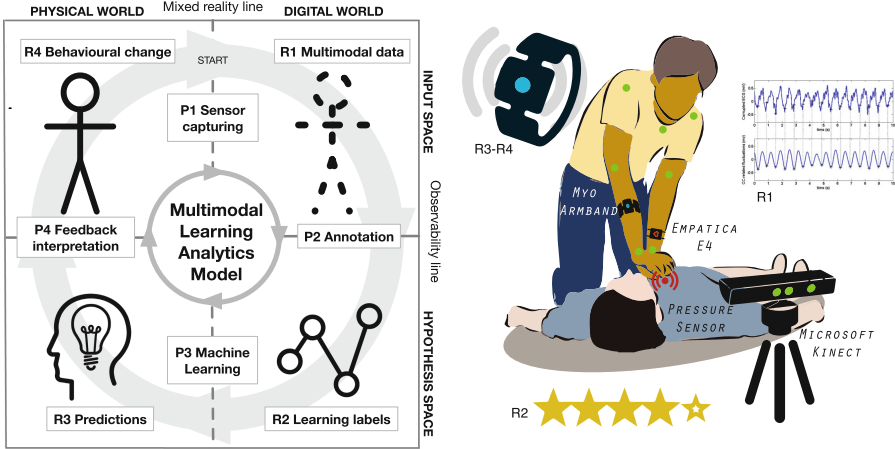 PHYSICAL WORLD
Mixed reality line
DIGITAL WORLD
R4 Behavioural change
START
R1 Multimodal data
P1 Sensor
capturing
INPUT SPACE
Observability line
P4 Feedback
interpretation
Multimodal
Learning
Analytics
Model
P2 Annotation
HYPOTHESIS SPACE
P3 Machine
Learning
R3 Predictions
R2 Learning labels
R3-R4
MYO
ARMBAND
EMPATICA
E4
PRESSURE
SENSOR
MICROSOFT
KINECT
R1
R2
time (s)
time (s)